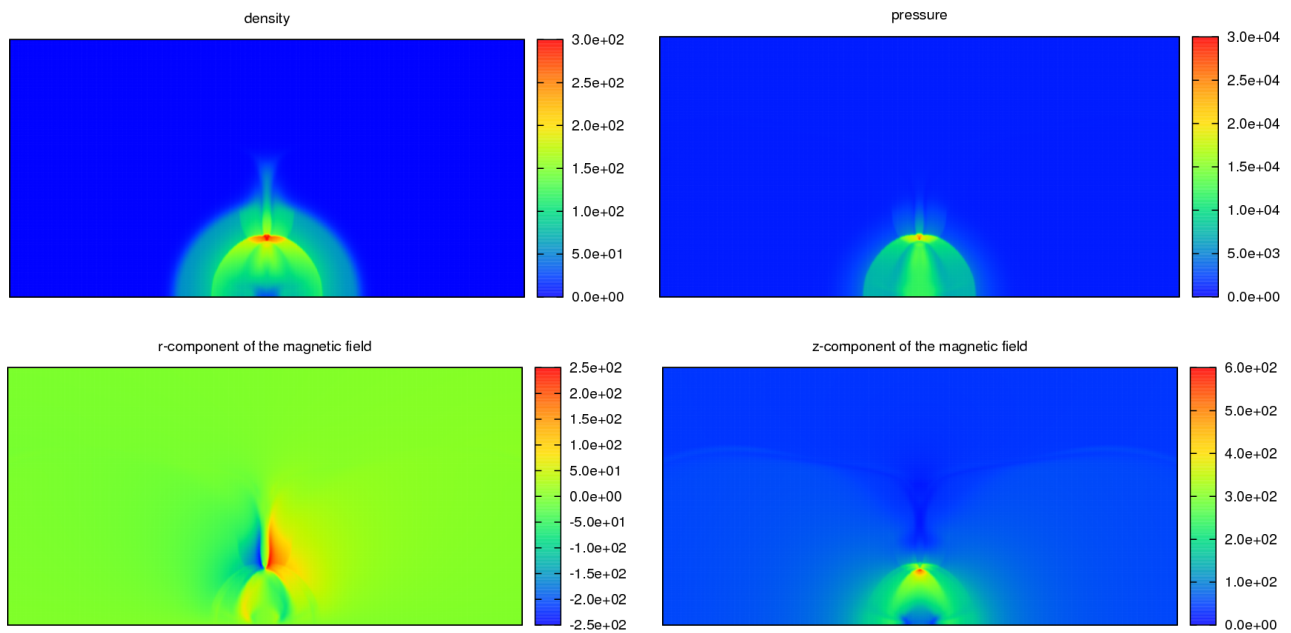 density
3.0e+02
2.5e+02
2.0e+02
1.5e+02
1.0e+02
5.0e+01
0.0e+00
pressure
3.0e+04
2.5e+04
2.0e+04
1.5e+04
1.0e+04
5.0e+03
0.0e+00
r-component of the magnetic field
2.5e+02
2.0e+02
1.5e+02
1.0e+02
5.0e+01
0.0e+00
-5.0e+01
-1.0e+02
-1.5e+02
-2.0e+02
-2.5e+02
z-component of the magnetic field
6.0e+02
5.0e+02
4.0e+02
3.0e+02
2.0e+02
1.0e+02
0.0e+00